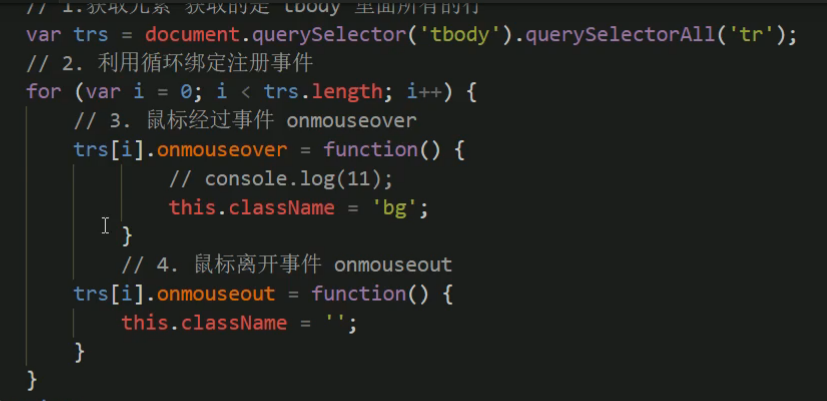 // 1.获取元素 获取的是 tbody 里面所有的行
var trs = document.querySelector('tbody').querySelectorAll('tr');
// 2. 利用循环绑定注册事件
for (var i = 0; i < trs.length; i++) {
// 3. 鼠标经过事件 onmouseover
trs[i].onmouseover = function() {
// console.log(11);
this.className = 'bg';
}
// 4. 鼠标离开事件 onmouseout
trs[i].onmouseout = function() {
this.className = '';
}
}